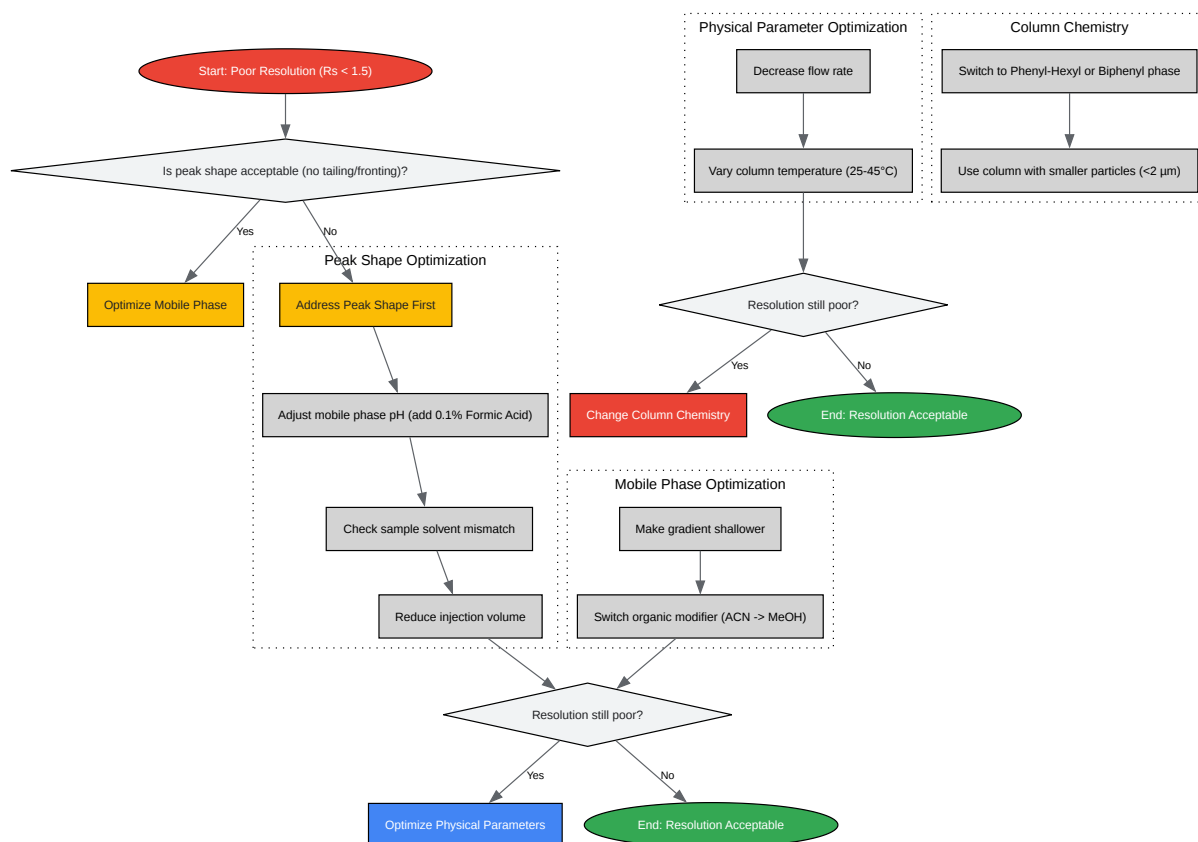 Start: Poor Resolution (Rs < 1.5)
Is peak shape acceptable (no tailing/fronting)?
Yes
No
Optimize Mobile Phase
Peak Shape Optimization
Address Peak Shape First
Adjust mobile phase pH (add 0.1% Formic Acid)
Check sample solvent mismatch
Reduce injection volume
Mobile Phase Optimization
Make gradient shallower
Switch organic modifier (ACN -> MeOH)
Resolution still poor?
Yes
No
Optimize Physical Parameters
End: Resolution Acceptable
Physical Parameter Optimization
Decrease flow rate
Vary column temperature (25-45°C)
Resolution still poor?
Yes
No
Change Column Chemistry
End: Resolution Acceptable
Column Chemistry
Switch to Phenyl-Hexyl or Biphenyl phase
Use column with smaller particles (<2 µm)